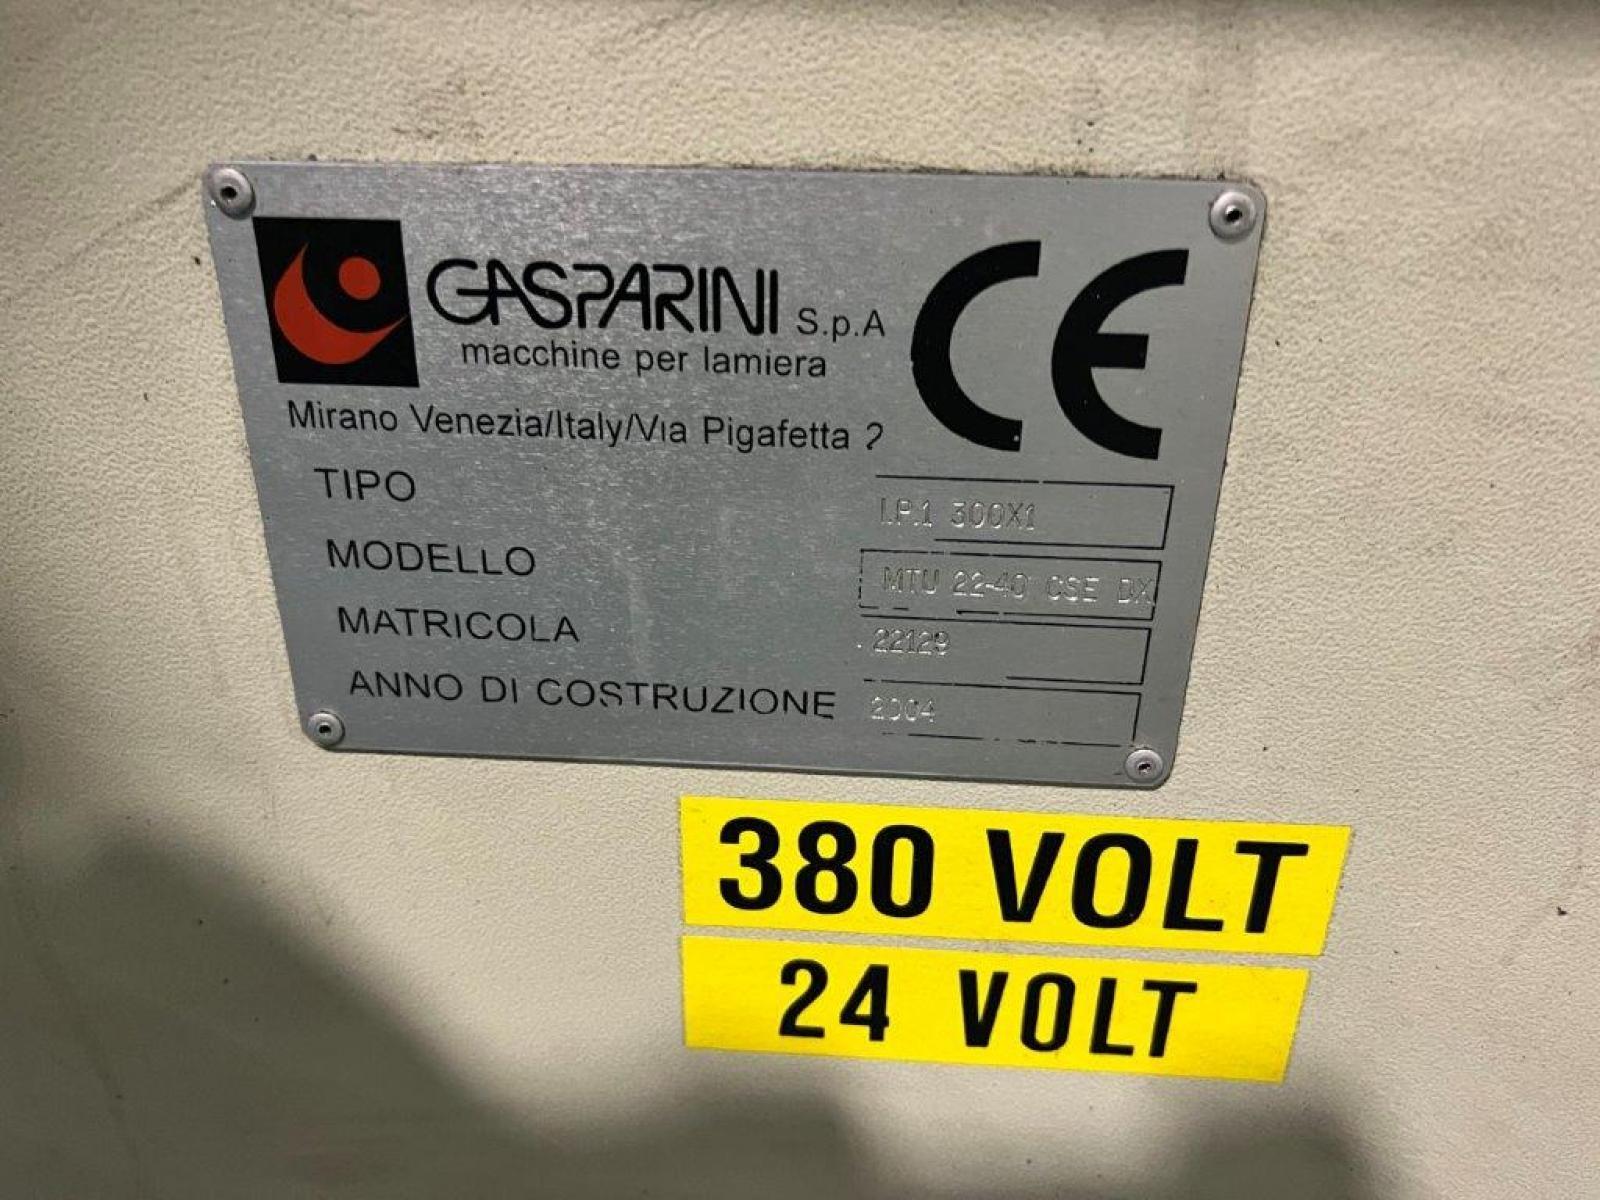 GASPARINI S.p.A
macchine per lamiera
CE
Mirano Venezia/Italy/Via Pigafetta 2
TIPO I.P.1 300X1
MODELLO MTU 22-40 CSE DX
MATRICOLA 22129
ANNO DI COSTRUZIONE 2004
380 VOLT
24 VOLT